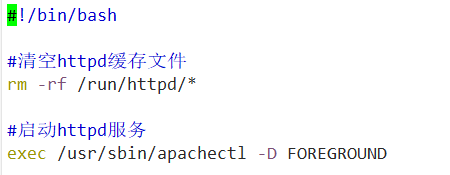 #!/bin/bash
#清空httpd缓存文件
rm -rf /run/httpd/*
#启动httpd服务
exec /usr/sbin/apachectl -D FOREGROUND